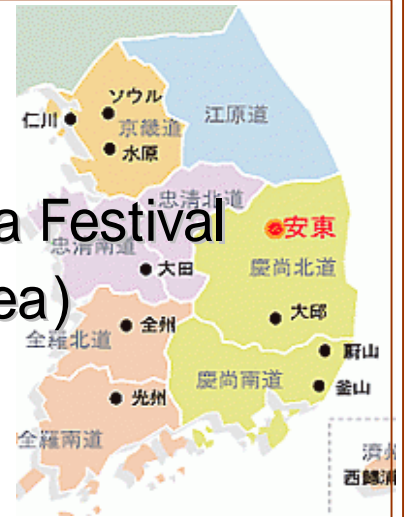 ソウル
仁川
京畿道
江原道
水原
忠清北道
a Festival
安東
忠清南道
大田
慶尚北道
ea)
大邱
全州
全羅北道
蔚山
慶尚南道
釜山
光州
全羅南道
済州
西歸浦